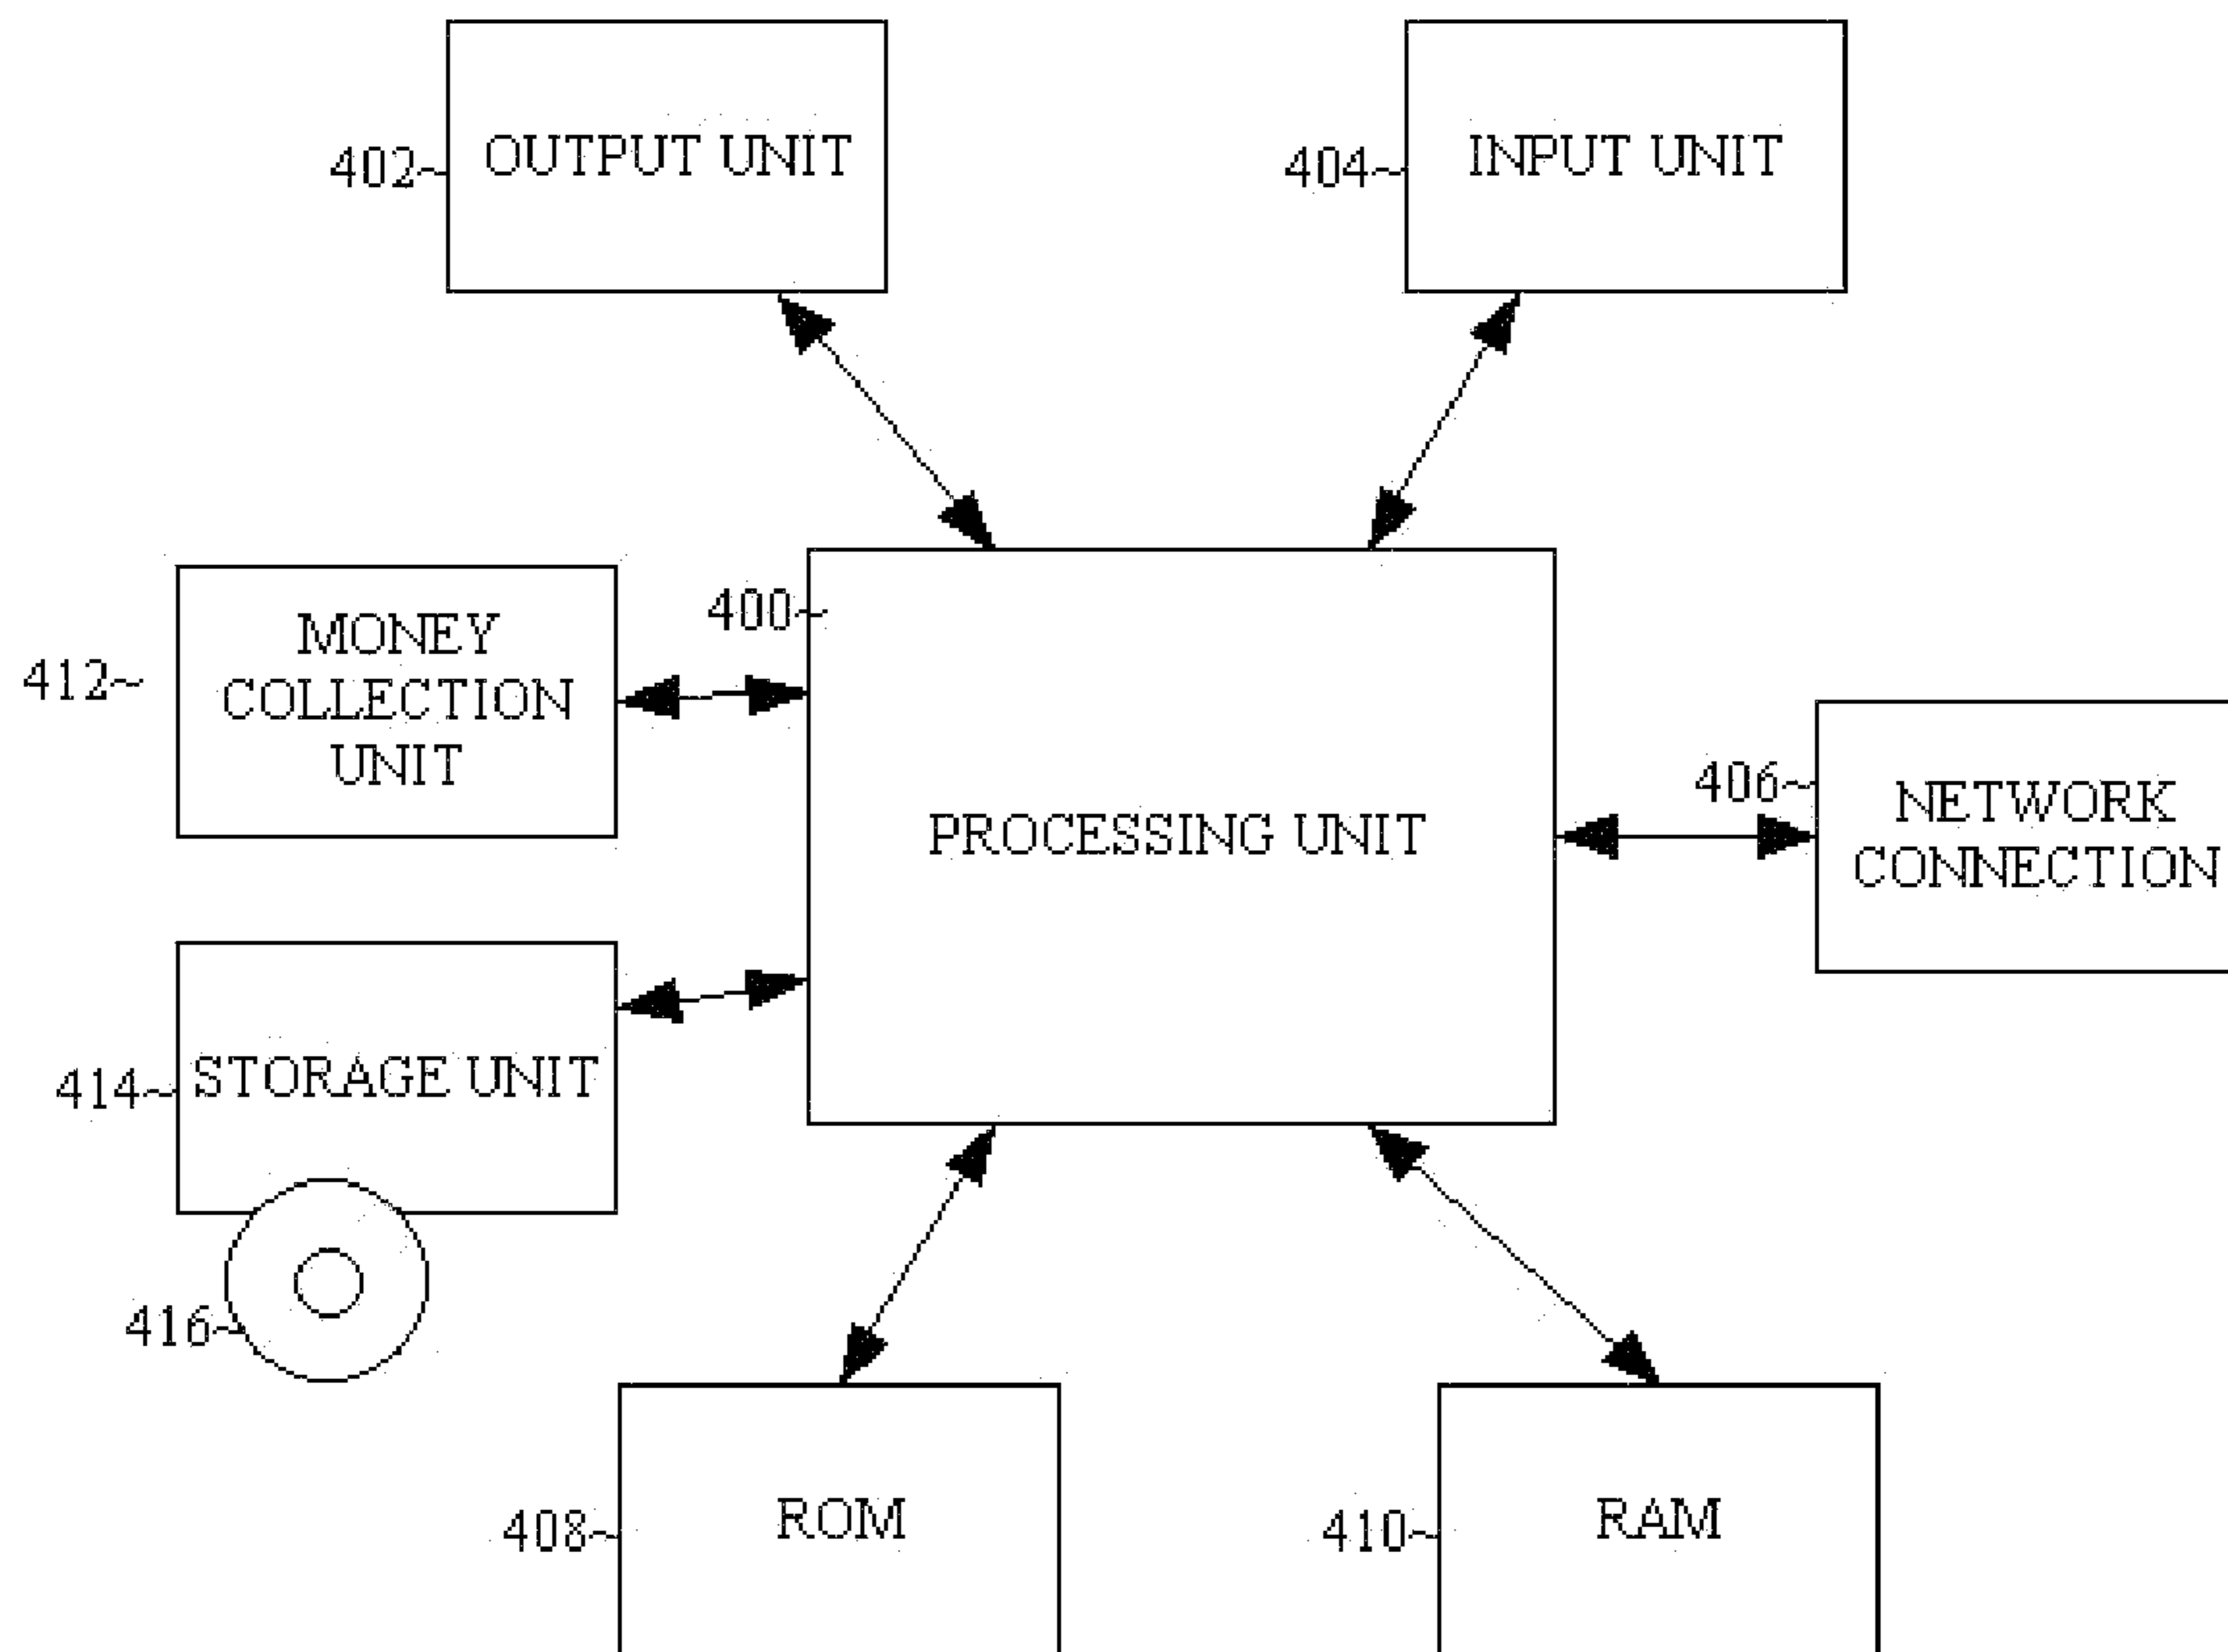 402~ OUTPUT UNIT
404~ INPUT UNIT
400~
MONEY
412~
COLLECTION
UNIT
406~
NETWORK
PROCESSING UNIT
CONNECTION
414~ STORAGE UNIT
416~
408~ ROM
410~ RAM